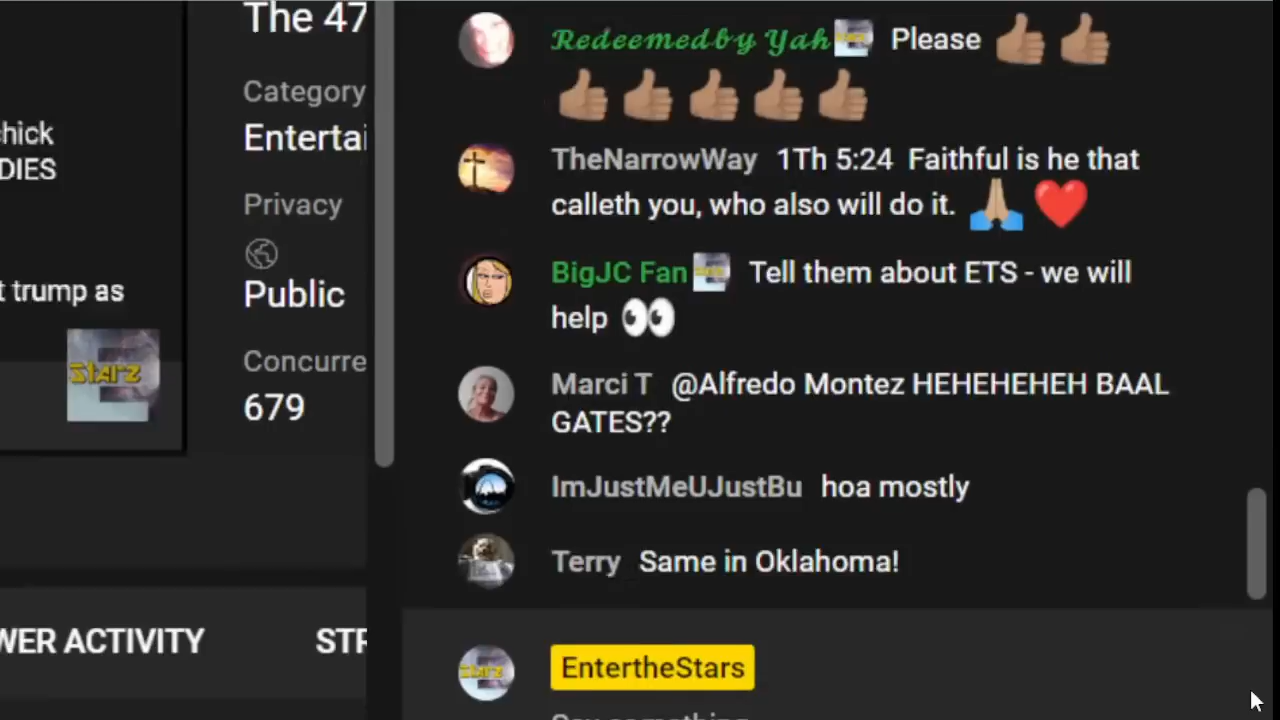 The 47
Category
Entertai
Privacy
Public
Concurre
679
hick
DIES
t trump as
Starz
WER ACTIVITY
STR
Redeemedby Yah Please 👍🏽 👍🏽
👍🏽 👍🏽 👍🏽 👍🏽 👍🏽
TheNarrowWay 1Th 5:24 Faithful is he that
calleth you, who also will do it. 🙏🏼 ❤️
BigJC Fan Tell them about ETS - we will
help 👀
Marci T @Alfredo Montez HEHEHEHEH BAAL
GATES??
ImJustMeUJustBu hoa mostly
Terry Same in Oklahoma!
EntertheStars
Say something